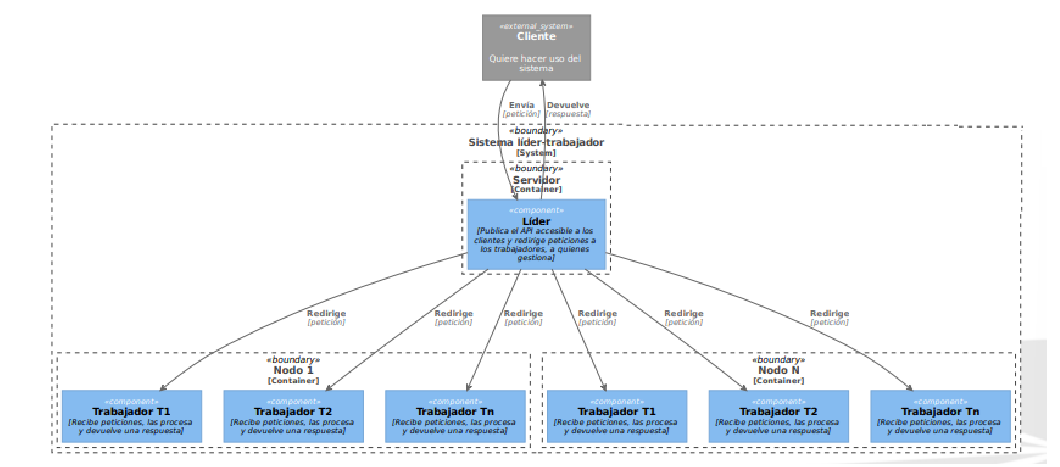 «external_system»
Cliente
Quiere hacer uso del
sistema
Envía Devuelve
[petición] [respuesta]
«boundary»
Sistema líder-trabajador
[System]
«boundary»
Servidor
[Container]
«component»
Líder
[Publica el API accesible a los
clientes y redirige peticiones a
los trabajadores, a quienes
gestiona]
Redirige
[petición]
Redirige
[petición]
Redirige
[petición]
Redirige
[petición]
Redirige
[petición]
Redirige
[petición]
«boundary»
Nodo 1
[Container]
«boundary»
Nodo N
[Container]
«component»
Trabajador T1
[Recibe peticiones, las procesa
y devuelve una respuesta]
«component»
Trabajador T2
[Recibe peticiones, las procesa
y devuelve una respuesta]
«component»
Trabajador Tn
[Recibe peticiones, las procesa
y devuelve una respuesta]
«component»
Trabajador T1
[Recibe peticiones, las procesa
y devuelve una respuesta]
«component»
Trabajador T2
[Recibe peticiones, las procesa
y devuelve una respuesta]
«component»
Trabajador Tn
[Recibe peticiones, las procesa
y devuelve una respuesta]